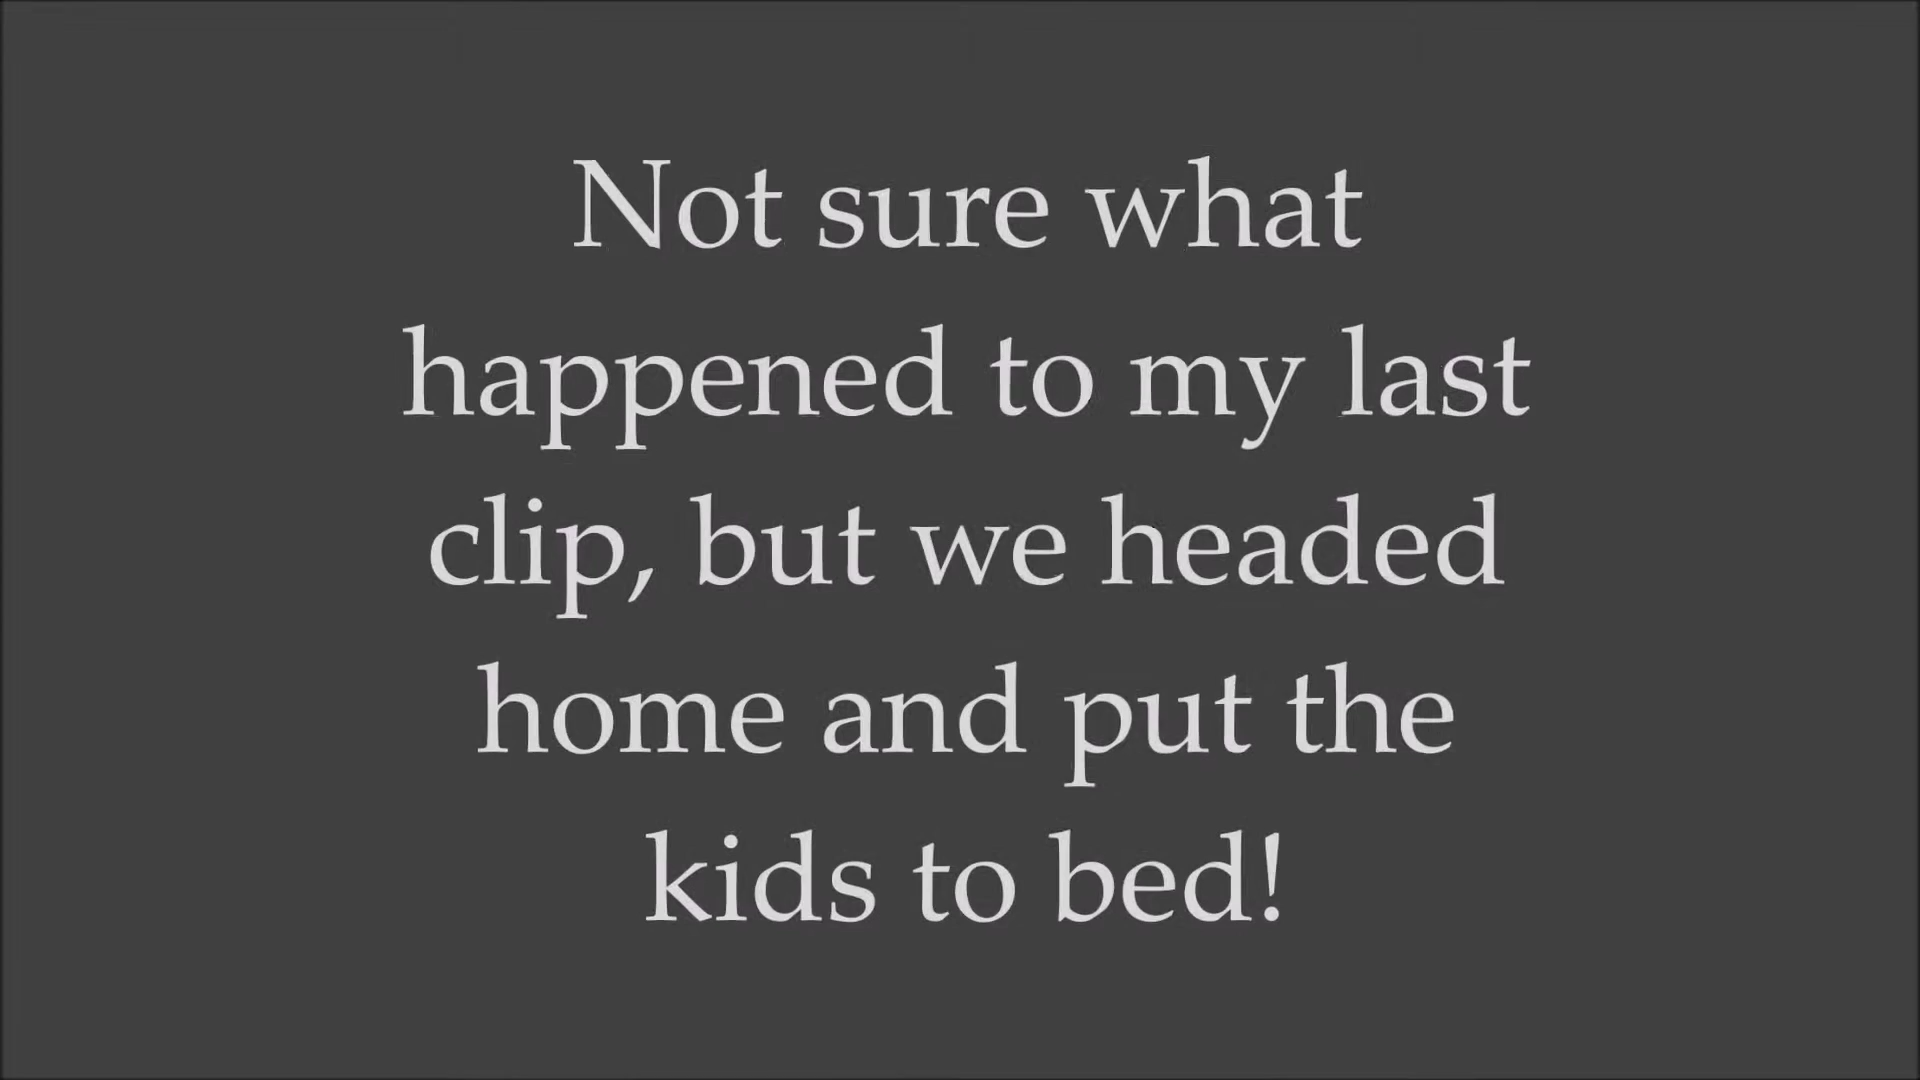 Not sure what
happened to my last
clip, but we headed
home and put the
kids to bed!